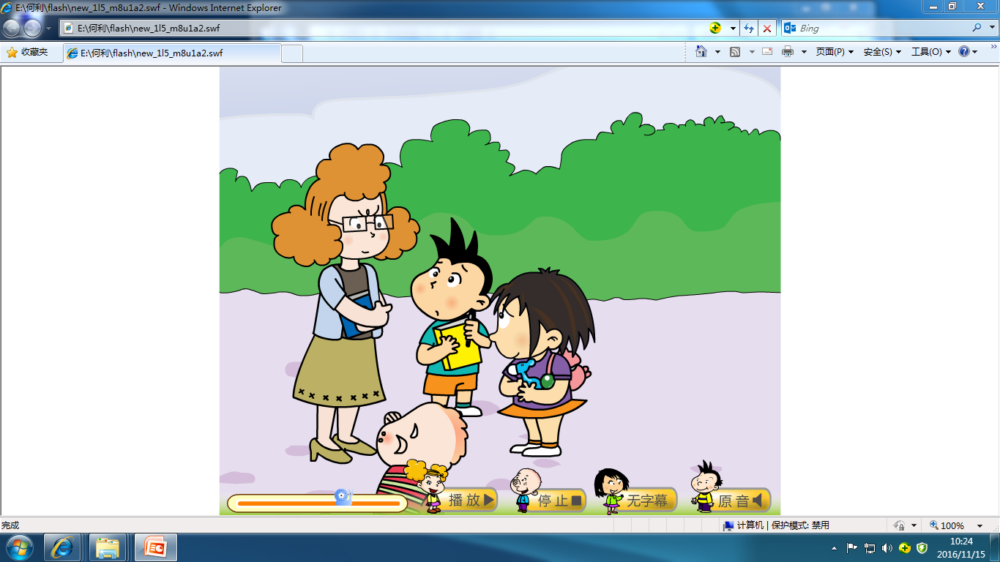 E:\何利\flash\new_1l5_m8u1a2.swf - Windows Internet Explorer
E:\何利\flash\new_1l5_m8u1a2.swf
Bing
收藏夹
E:\何利\flash\new_1l5_m8u1a2.swf
页面(P)
安全(S)
工具(O)
播放
停止
无字幕
原音
完成
计算机 | 保护模式: 禁用
100%
10:24
2016/11/15